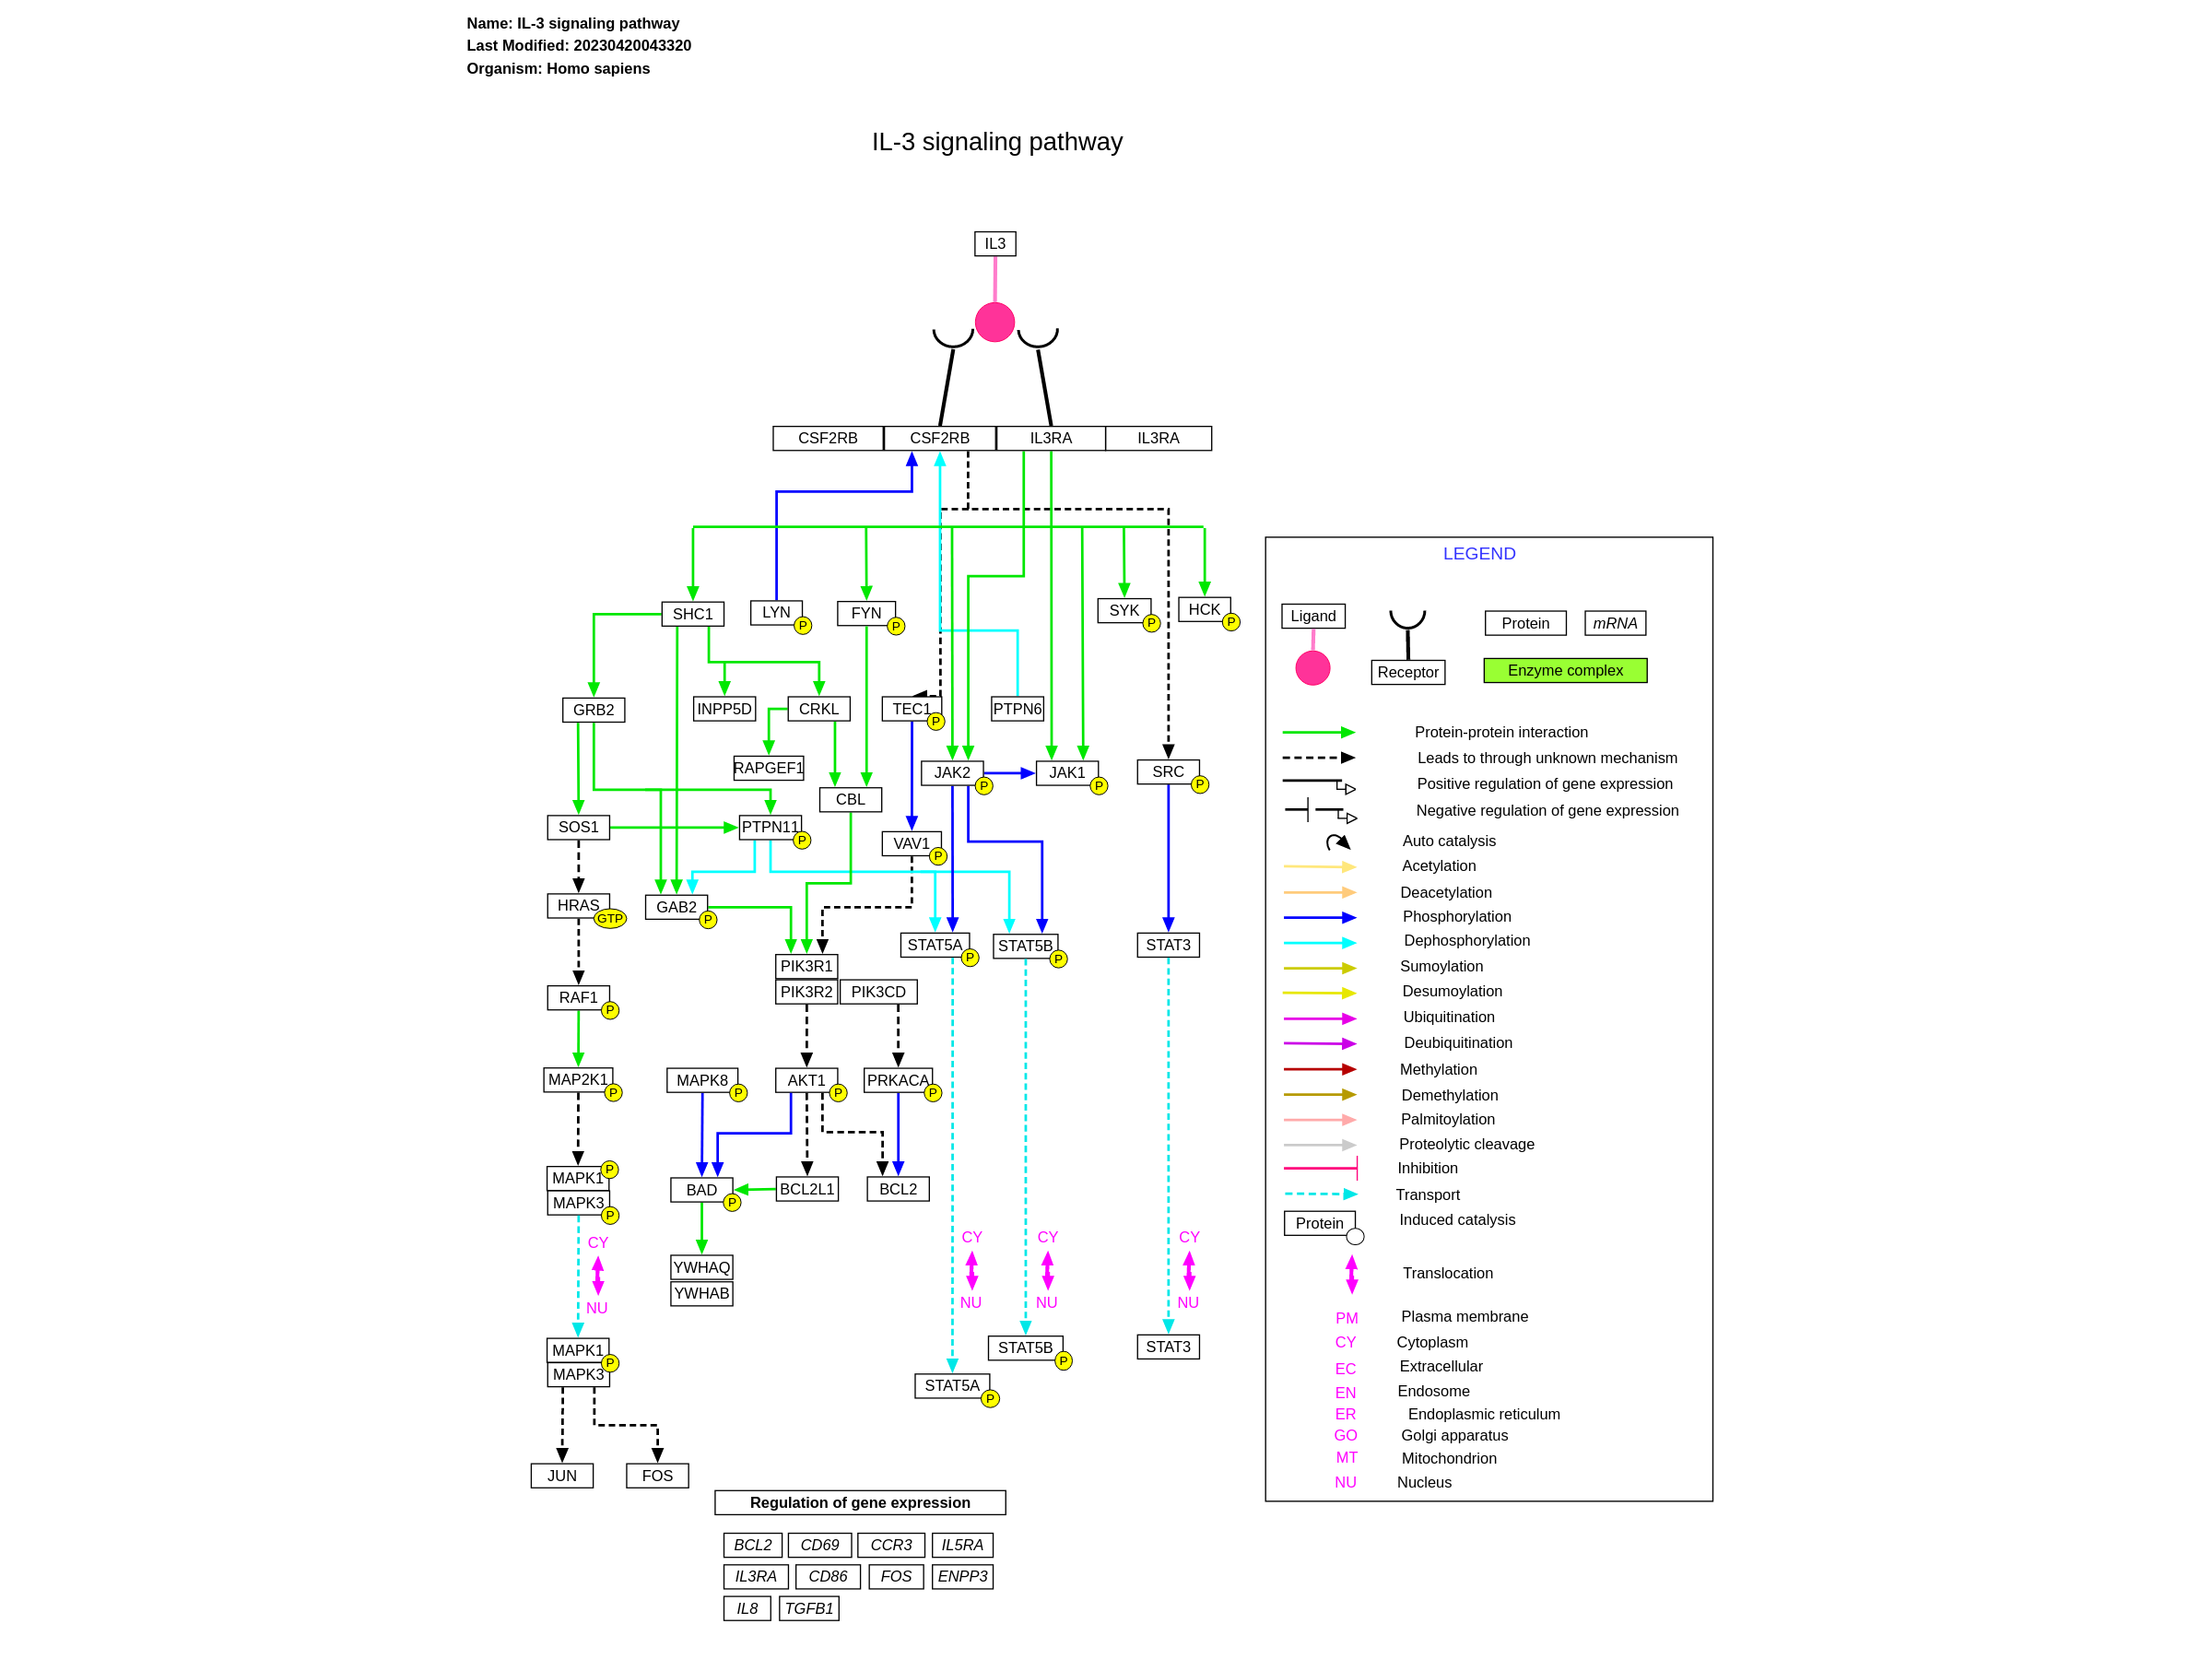 Name: IL-3 signaling pathway
Last Modified: 20230420043320
Organism: Homo sapiens
IL-3 signaling pathway
IL3
CSF2RB CSF2RB IL3RA IL3RA
SHC1 LYN P FYN P SYK P HCK P
GRB2 INPP5D CRKL TEC1 P PTPN6
RAPGEF1 CBL JAK2 P JAK1 P SRC P
SOS1 PTPN11 P VAV1 P
HRAS GTP GAB2 P
STAT5A P STAT5B P STAT3
PIK3R1
PIK3R2 PIK3CD
RAF1 P
MAP2K1 P MAPK8 P AKT1 P PRKACA P
MAPK1 P
MAPK3 P
BAD P BCL2L1 BCL2
CY CY CY CY
YWHAQ
YWHAB
NU NU NU NU
MAPK1 P
MAPK3
STAT5B P STAT3
STAT5A P
JUN FOS
Regulation of gene expression
BCL2 CD69 CCR3 IL5RA
IL3RA CD86 FOS ENPP3
IL8 TGFB1
LEGEND
Ligand
Receptor
Protein mRNA
Enzyme complex
Protein-protein interaction
Leads to through unknown mechanism
Positive regulation of gene expression
Negative regulation of gene expression
Auto catalysis
Acetylation
Deacetylation
Phosphorylation
Dephosphorylation
Sumoylation
Desumoylation
Ubiquitination
Deubiquitination
Methylation
Demethylation
Palmitoylation
Proteolytic cleavage
Inhibition
Transport
Protein Induced catalysis
Translocation
PM Plasma membrane
CY Cytoplasm
EC Extracellular
EN Endosome
ER Endoplasmic reticulum
GO Golgi apparatus
MT Mitochondrion
NU Nucleus